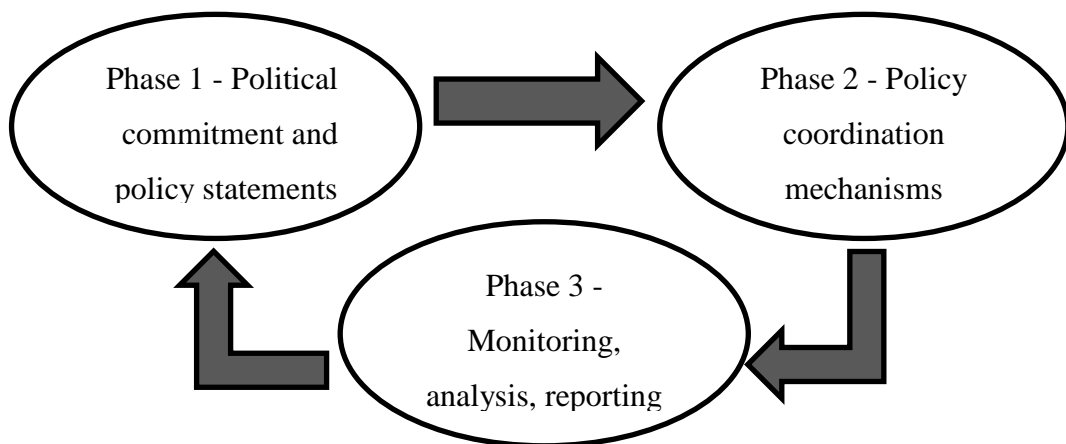 Phase 1 - Political
commitment and
policy statements
Phase 2 - Policy
coordination
mechanisms
Phase 3 -
Monitoring,
analysis, reporting